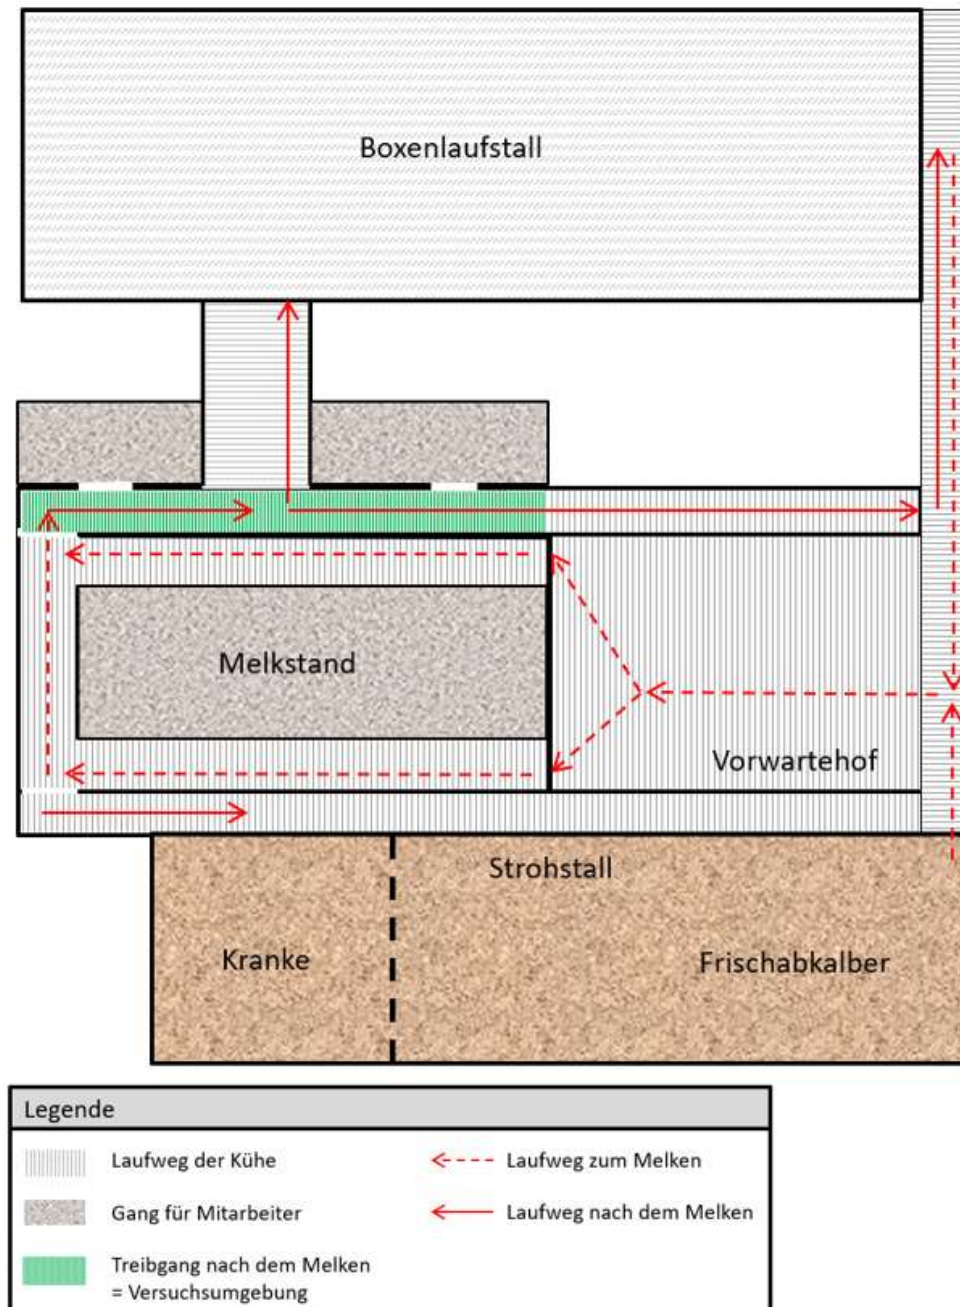 Boxenlaufstall
Melkstand
Vorwartehof
Strohstall
Kranke
Frischabkalber
Legende
Laufweg der Kühe
Laufweg zum Melken
Gang für Mitarbeiter
Laufweg nach dem Melken
Treibgang nach dem Melken
= Versuchsumgebung